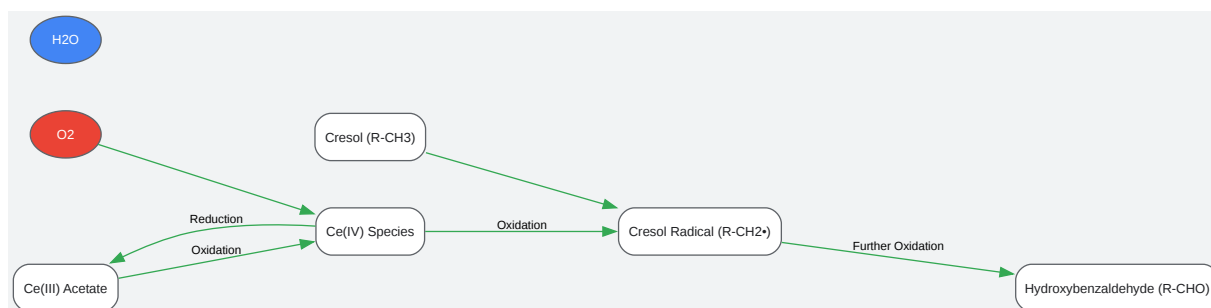 H2O
O2
Cresol (R-CH3)
Reduction
Ce(IV) Species
Oxidation
Cresol Radical (R-CH2•)
Oxidation
Further Oxidation
Ce(III) Acetate
Hydroxybenzaldehyde (R-CHO)